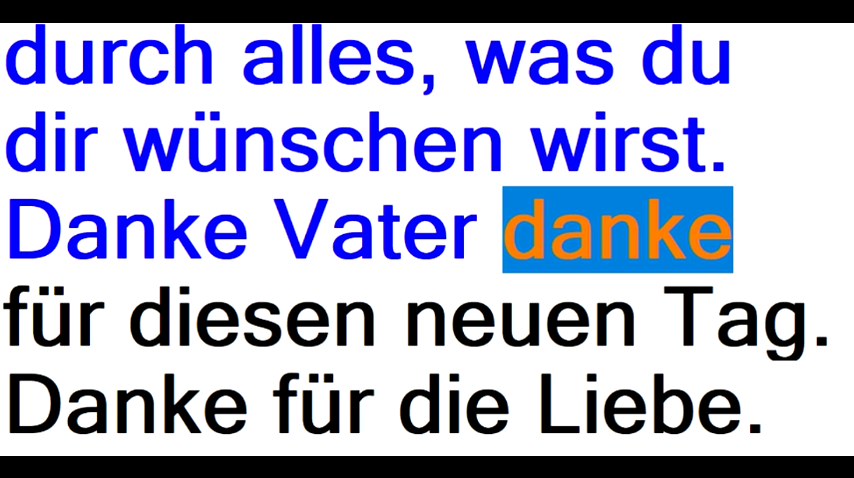 durch alles, was du
dir wünschen wirst.
Danke Vater danke
für diesen neuen Tag.
Danke für die Liebe.